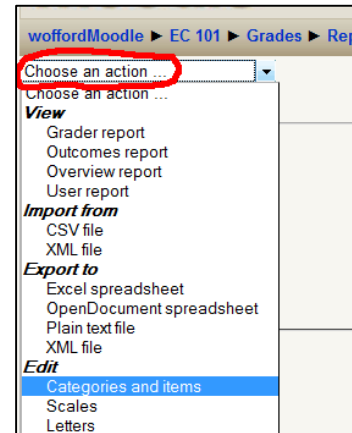 woffordMoodle ► EC 101 ► Grades ► Rep
Choose an action ...
Choose an action ...
View
Grader report
Outcomes report
Overview report
User report
Import from
CSV file
XML file
Export to
Excel spreadsheet
OpenDocument spreadsheet
Plain text file
XML file
Edit
Categories and items
Scales
Letters